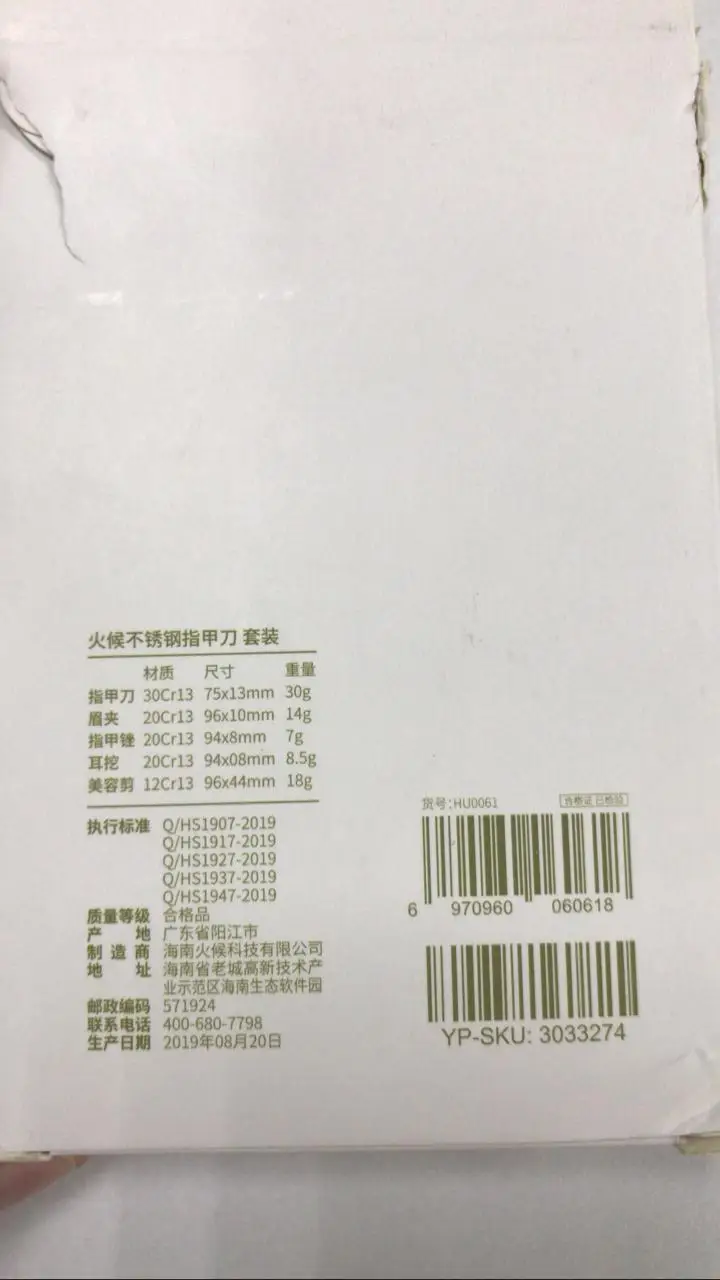 火候不锈钢指甲刀 套装
材质 尺寸 重量
指甲刀 30Cr13 75x13mm 30g
眉夹 20Cr13 96x10mm 14g
指甲锉 20Cr13 94x8mm 7g
耳挖 20Cr13 94x08mm 8.5g
美容剪 12Cr13 96x44mm 18g
执行标准 Q/HS1907-2019
Q/HS1917-2019
Q/HS1927-2019
Q/HS1937-2019
Q/HS1947-2019
质量等级 合格品
产地 广东省阳江市
制造商 海南火候科技有限公司
地址 海南省老城高新技术产
业示范区海南生态软件园
邮政编码 571924
联系电话 400-680-7798
生产日期 2019年08月20日
货号:HU0061 合格证 已检验
6 970960 060618
YP-SKU: 3033274